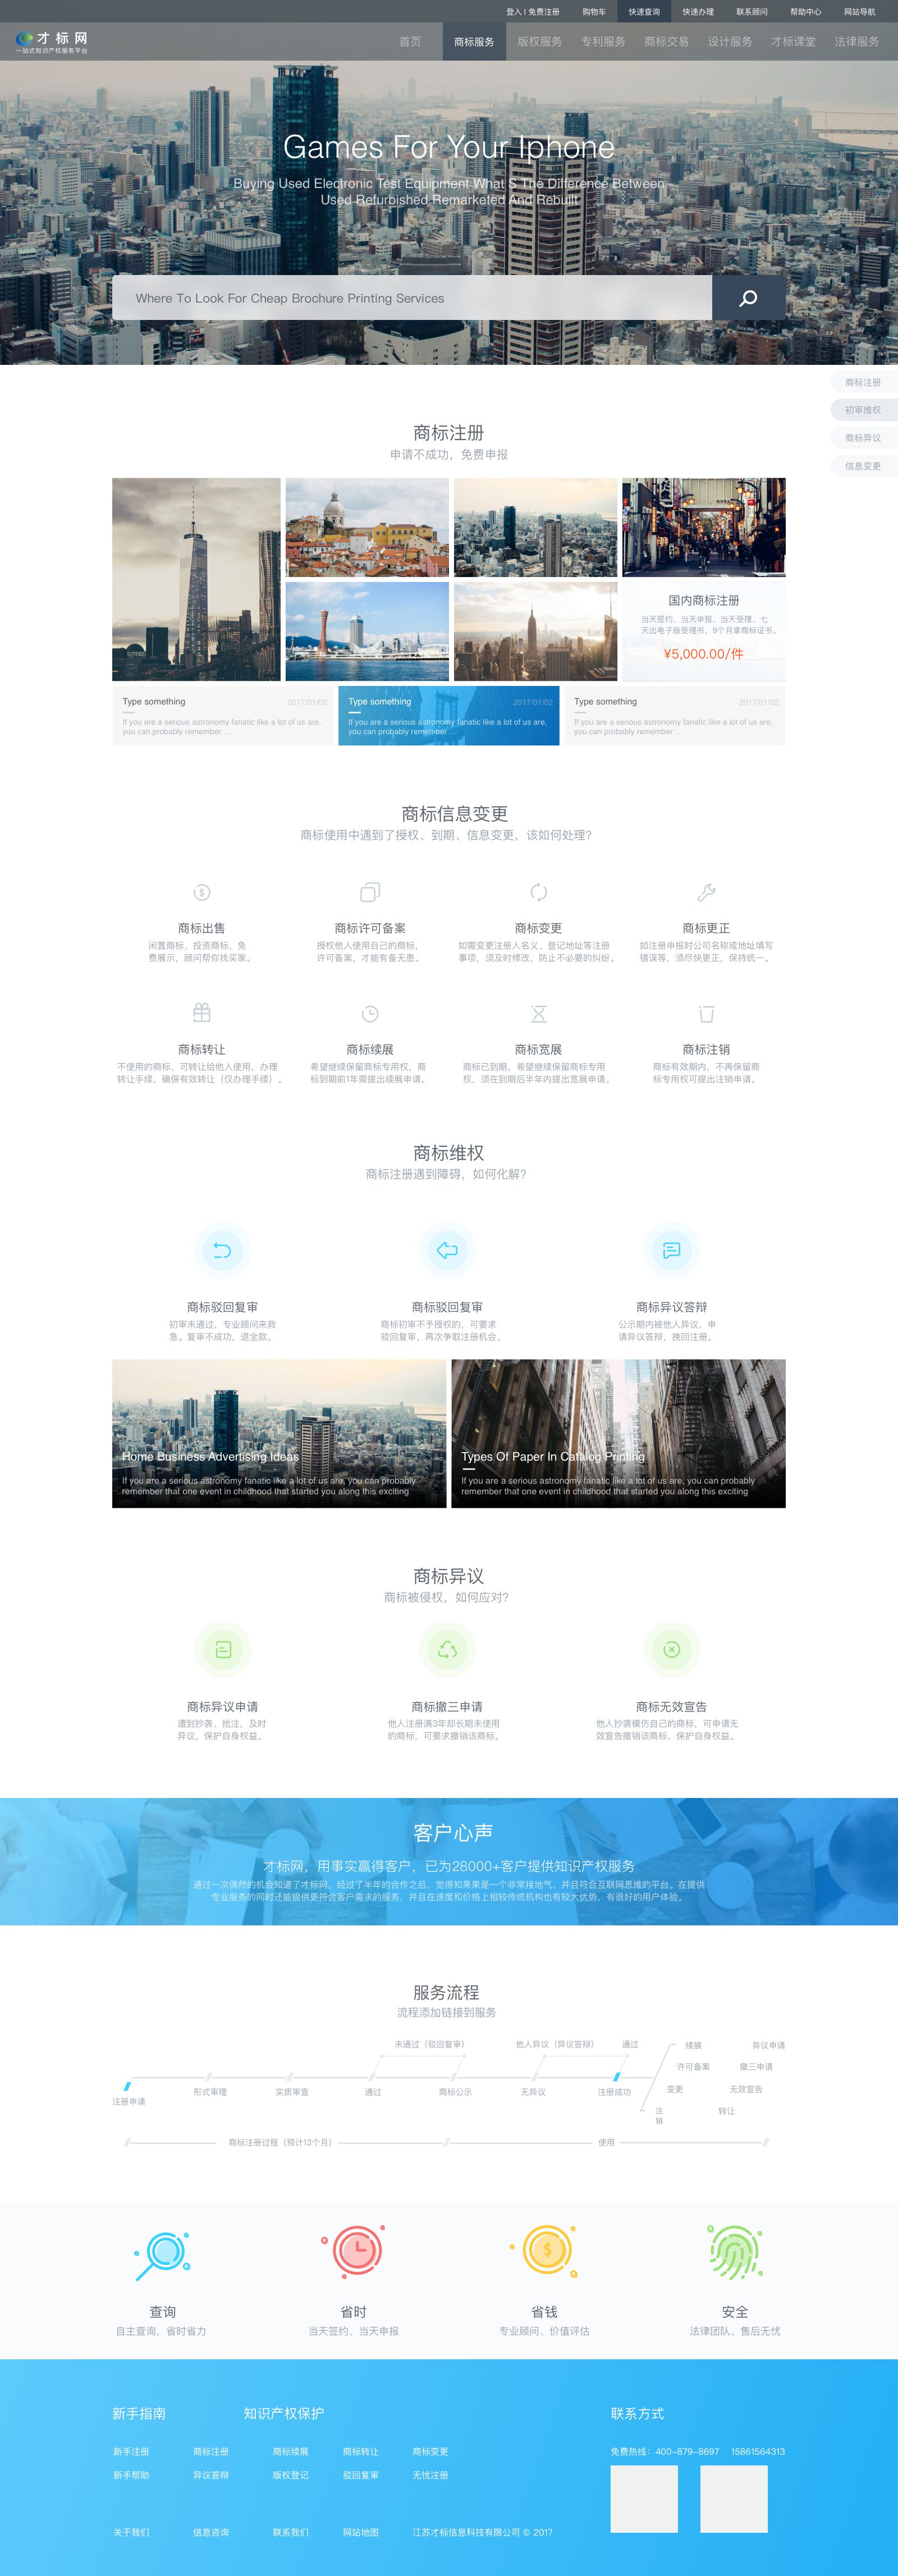 登入 I 免费注册 购物车 快速查询 快速办理 联系顾问 帮助中心 网站导航
才标网
一站式知识产权服务平台
首页 商标服务 版权服务 专利服务 商标交易 设计服务 才标课堂 法律服务
Games For Your Iphone
Buying Used Electronic Test Equipment What S The Difference Between
Used Refurbished Remarketed And Rebuilt
Where To Look For Cheap Brochure Printing Services
商标注册
初审维权
商标异议
信息变更
商标注册
申请不成功，免费申报
国内商标注册
当天签约、当天申报、当天受理、七
天出电子版受理书，9个月拿商标证书。
¥5,000.00/件
Type something 2017/01/02
If you are a serious astronomy fanatic like a lot of us are,
you can probably remember ...
Type something 2017/01/02
If you are a serious astronomy fanatic like a lot of us are,
you can probably remember ...
Type something 2017/01/02
If you are a serious astronomy fanatic like a lot of us are,
you can probably remember ...
商标信息变更
商标使用中遇到了授权、到期、信息变更，该如何处理?
商标出售
闲置商标、投资商标，免
费展示，顾问帮你找买家。
商标许可备案
授权他人使用自己的商标，
许可备案，才能有备无患。
商标变更
如需变更注册人名义、登记地址等注册
事项，须及时修改，防止不必要的纠纷。
商标更正
如注册申报时公司名称或地址填写
错误等，须尽快更正，保持统一。
商标转让
不使用的商标，可转让给他人使用，办理
转让手续，确保有效转让（仅办理手续）。
商标续展
希望继续保留商标专用权，商
标到期前1年需提出续展申请。
商标宽展
商标已到期，希望继续保留商标专用
权，须在到期后半年内提出宽展申请。
商标注销
商标有效期内，不再保留商
标专用权可提出注销申请。
商标维权
商标注册遇到障碍，如何化解?
商标驳回复审
初审未通过，专业顾问来救
急。复审不成功，退全款。
商标驳回复审
商标初审不予授权的，可要求
驳回复审，再次争取注册机会。
商标异议答辩
公示期内被他人异议，申
请异议答辩，挽回注册。
Home Business Advertising Ideas
If you are a serious astronomy fanatic like a lot of us are, you can probably
remember that one event in childhood that started you along this exciting
Types Of Paper In Catalog Printing
If you are a serious astronomy fanatic like a lot of us are, you can probably
remember that one event in childhood that started you along this exciting
商标异议
商标被侵权，如何应对?
商标异议申请
遭到抄袭、抢注，及时
异议，保护自身权益。
商标撤三申请
他人注册满3年却长期未使用
的商标，可要求撤销该商标。
商标无效宣告
他人抄袭模仿自己的商标，可申请无
效宣告撤销该商标，保护自身权益。
客户心声
才标网，用事实赢得客户，已为28000+客户提供知识产权服务
通过一次偶然的机会知道了才标网，经过了半年的合作之后，觉得知果果是一个非常接地气、并且符合互联网思维的平台。在提供
专业服务的同时还能提供更符合客户需求的服务，并且在速度和价格上相较传统机构也有较大优势，有很好的用户体验。
服务流程
流程添加链接到服务
未通过（驳回复审） 他人异议（异议答辩） 通过
注册申请 形式审理 实质审查 通过 商标公示 无异议 注册成功
续展 异议申请
许可备案 撤三申请
变更 无效宣告
注销 转让
商标注册过程（预计13个月） 使用
查询
自主查询，省时省力
省时
当天签约、当天申报
省钱
专业顾问、价值评估
安全
法律团队、售后无忧
新手指南 知识产权保护 联系方式
新手注册 商标注册 商标续展 商标转让 商标变更
新手帮助 异议答辩 版权登记 驳回复审 无忧注册
免费热线：400-879-8697 15861564313
关于我们 信息咨询 联系我们 网站地图 江苏才标信息科技有限公司 © 2017